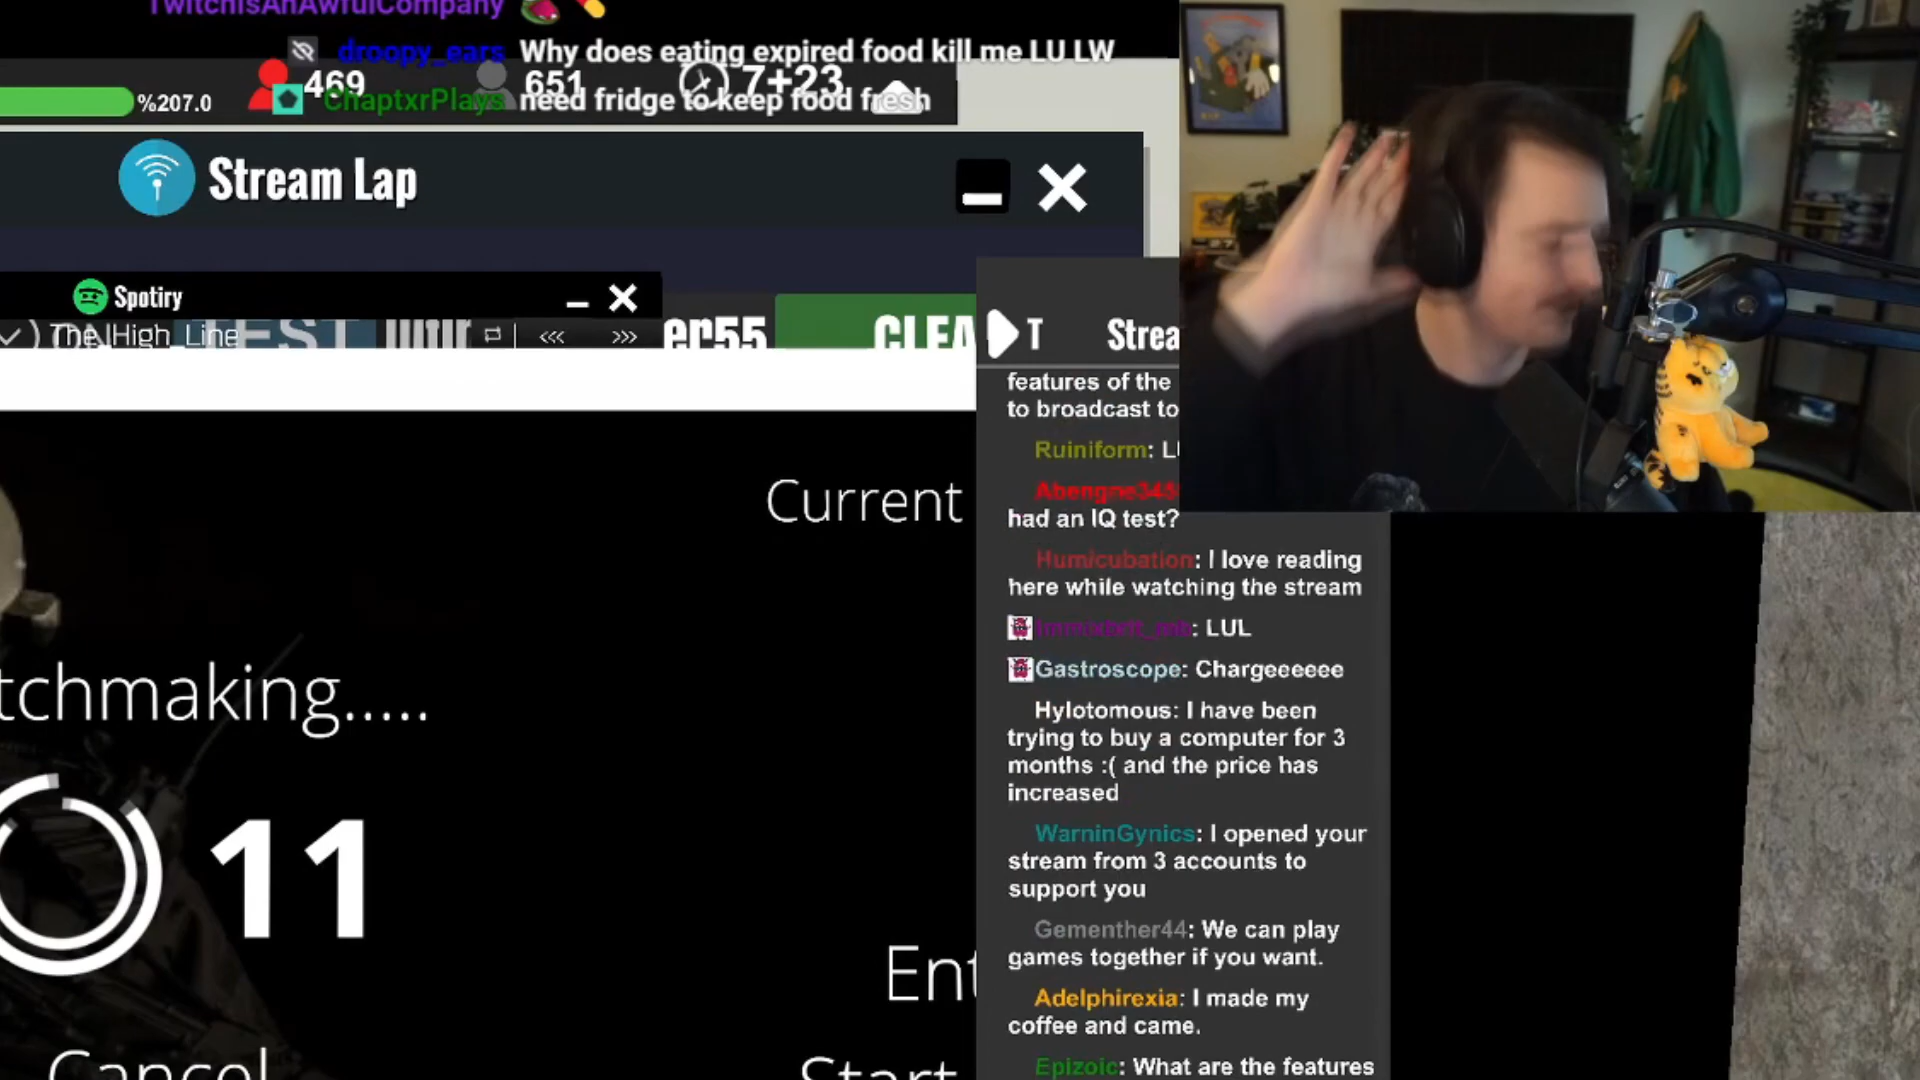 TwitchIsAnAwfulCompany
droopy_ears Why does eating expired food kill me LU LW
%207.0 469 651 7+23
ChaptxrPlays need fridge to keep food fresh
Stream Lap
Spotiry
The_High_Line
er55 CLEA
T Strea
features of the
to broadcast to
Ruiniform: L
Abengne345
had an IQ test?
Humicubation: I love reading
here while watching the stream
: LUL
Gastroscope: Chargeeeeee
Hylotomous: I have been
trying to buy a computer for 3
months :( and the price has
increased
WarninGynics: I opened your
stream from 3 accounts to
support you
Gementher44: We can play
games together if you want.
Adelphirexia: I made my
coffee and came.
Epizoic: What are the features
Current
tchmaking.....
11
Ent
Cancel
Start